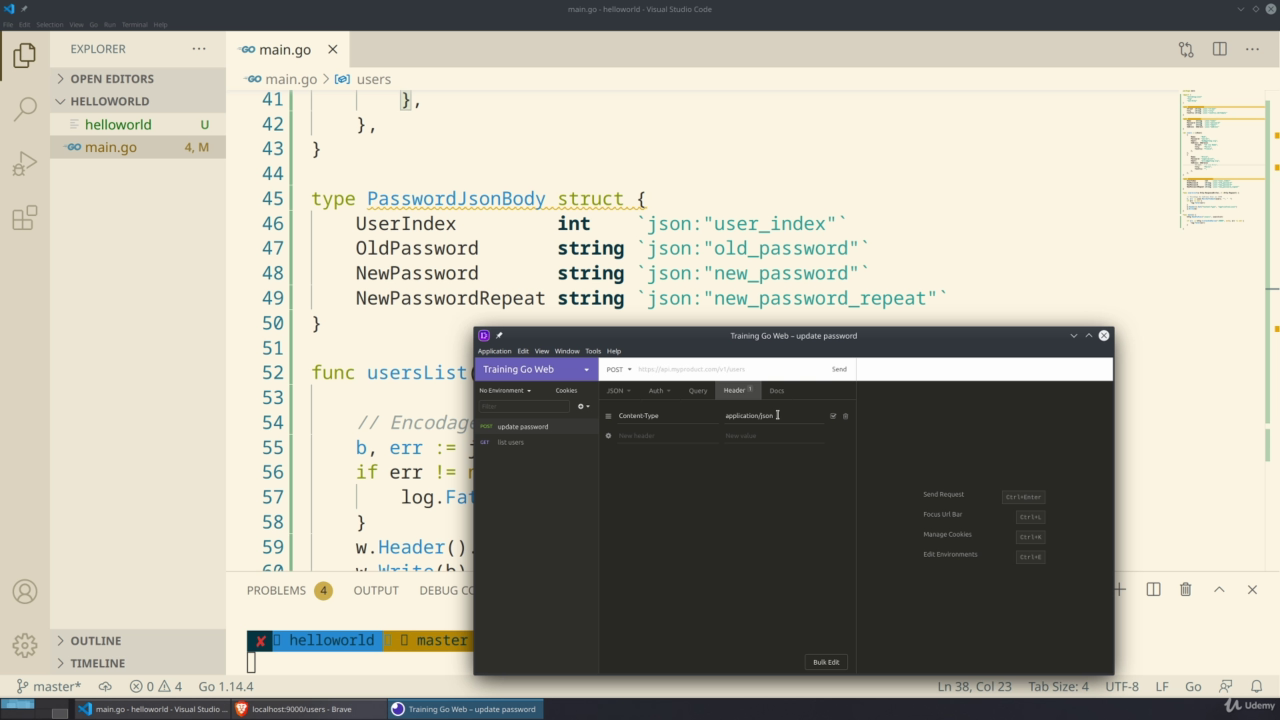 main.go - helloworld - Visual Studio Code
File Edit Selection View Go Run Terminal Help
EXPLORER
main.go
main.go > users
OPEN EDITORS
HELLOWORLD
helloworld U
main.go 4, M
41 },
42 },
43 }
44
45 type PasswordJsonBody struct {
46 UserIndex int `json:"user_index"`
47 OldPassword string `json:"old_password"`
48 NewPassword string `json:"new_password"`
49 NewPasswordRepeat string `json:"new_password_repeat"`
50 }
51
52 func usersList(
53
54 // Encodage
55 b, err := j
56 if err != n
57 log.Fat
58 }
59 w.Header().
60 w.Write(b)
Training Go Web – update password
Application Edit View Window Tools Help
Training Go Web
POST https://api.myproduct.com/v1/users Send
No Environment Cookies
JSON Auth Query Header 1 Docs
Filter
Content-Type application/json
POST update password
New header New value
GET list users
Send Request Ctrl+Enter
Focus Url Bar Ctrl+L
Manage Cookies Ctrl+K
Edit Environments Ctrl+E
Bulk Edit
PROBLEMS 4 OUTPUT DEBUG CO
helloworld master
OUTLINE
TIMELINE
master* 0 4 Go 1.14.4 Ln 38, Col 23 Tab Size: 4 UTF-8 LF Go
main.go - helloworld - Visual Studio ... localhost:9000/users - Brave Training Go Web – update password
Udemy